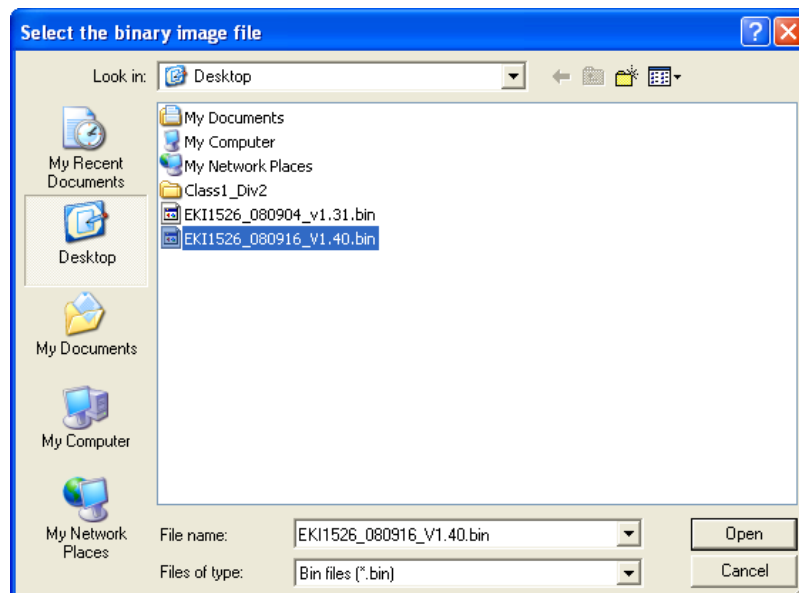 Select the binary image file
Look in: Desktop
My Recent
Documents
Desktop
My Documents
My Computer
My Network
Places
My Documents
My Computer
My Network Places
Class1_Div2
EKI1526_080904_v1.31.bin
EKI1526_080916_V1.40.bin
File name: EKI1526_080916_V1.40.bin Open
Files of type: Bin files (*.bin) Cancel